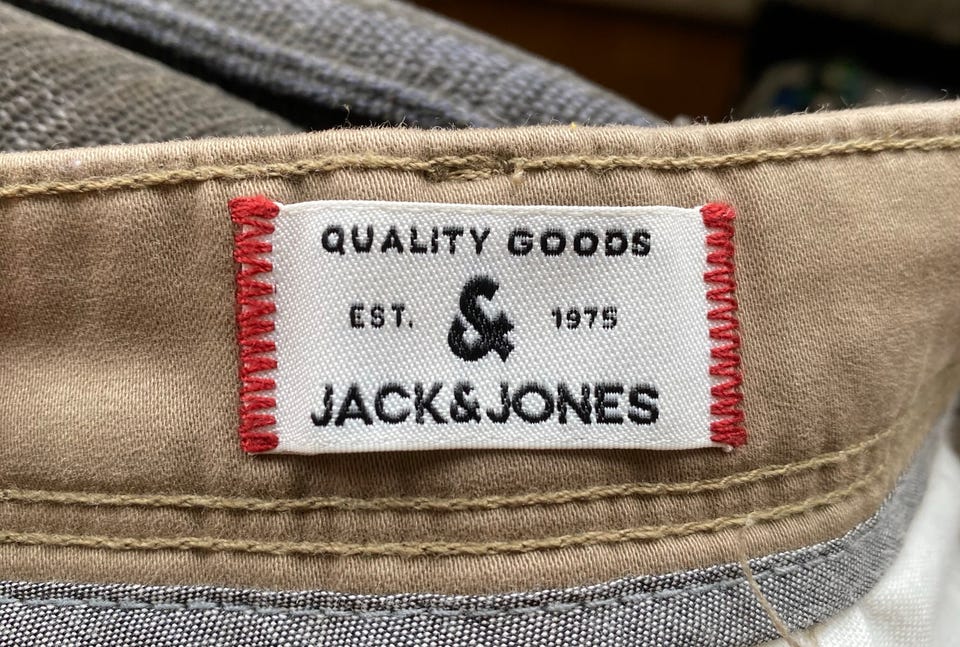 QUALITY GOODS
EST. & 1975
JACK&JONES